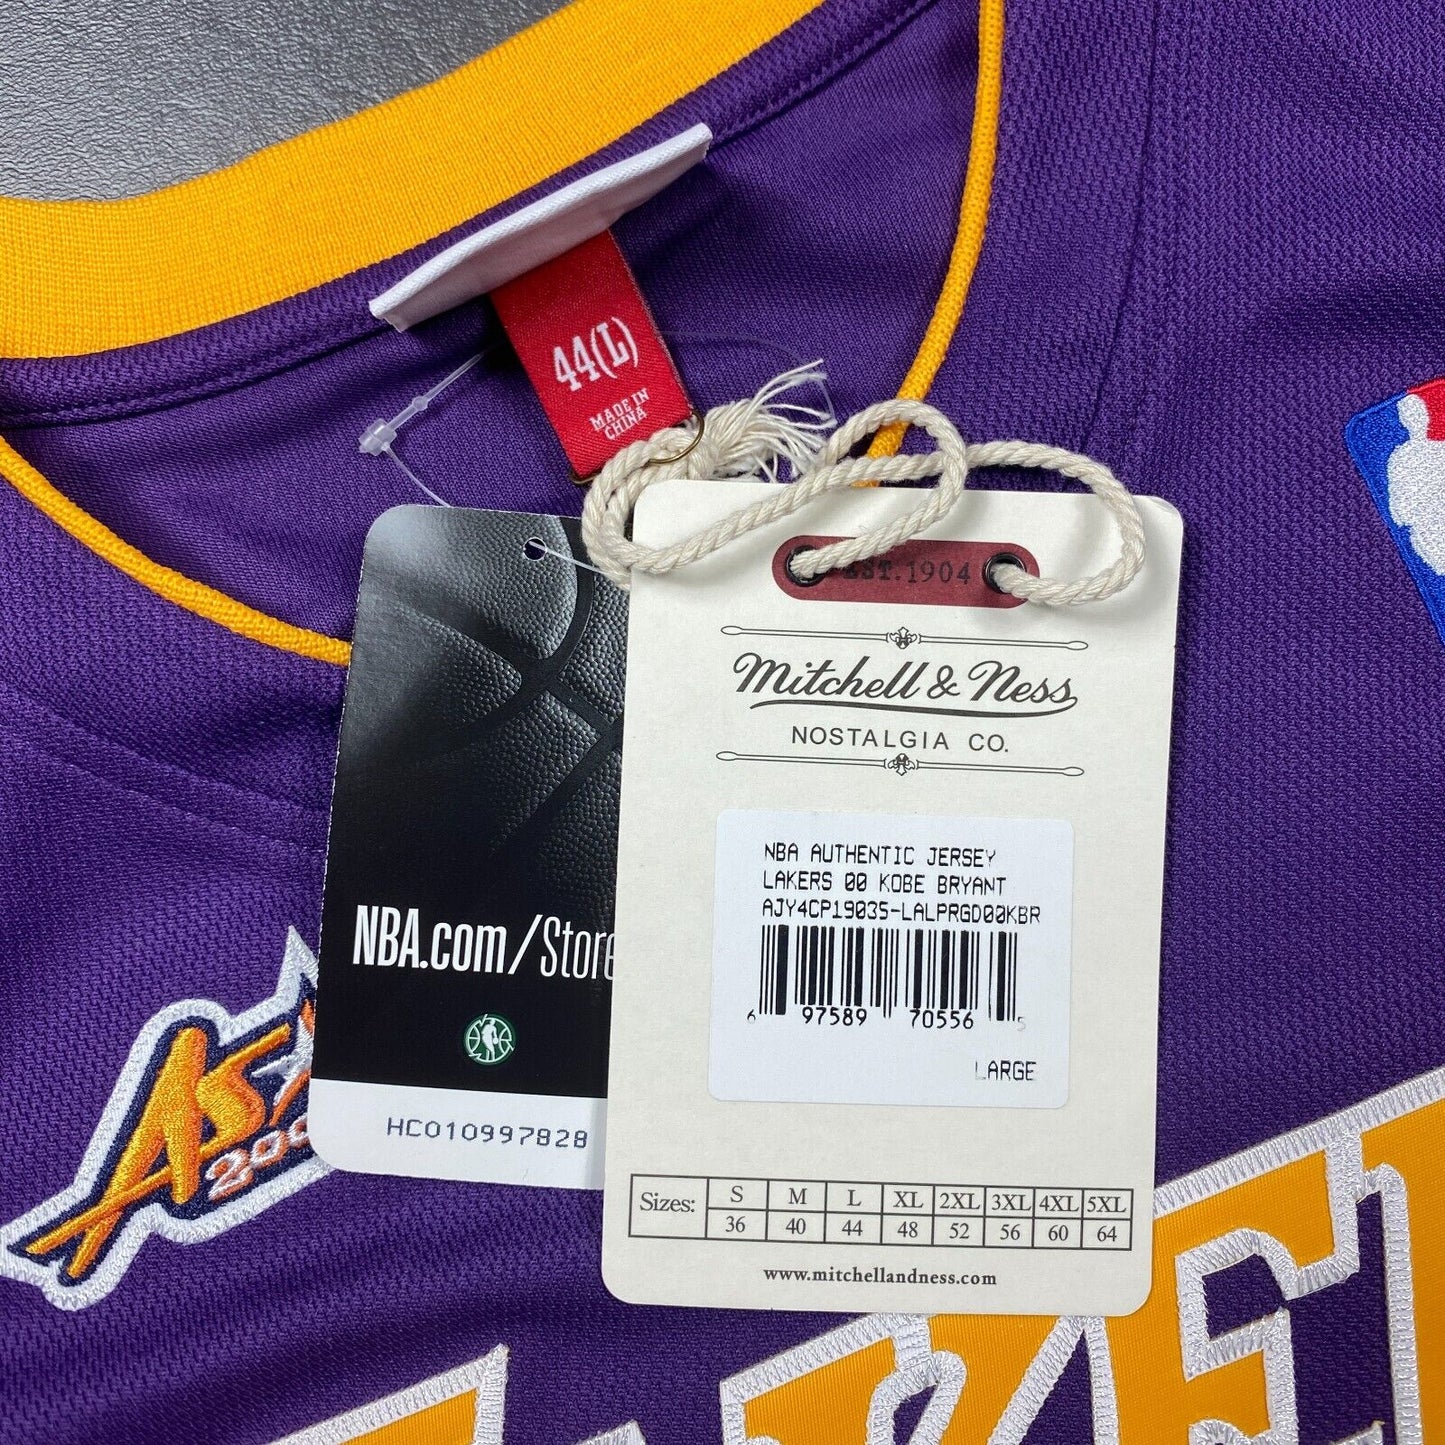 44(L)
MADE IN
CHINA
EST. 1904
Mitchell & Ness
NOSTALGIA CO.
NBA AUTHENTIC JERSEY
LAKERS 00 KOBE BRYANT
AJY4CP19035-LALPRGD00KBR
6 97589 70556 5
LARGE
NBA.com/Store
HC010997828
Sizes: S M L XL 2XL 3XL 4XL 5XL
36 40 44 48 52 56 60 64
www.mitchellandness.com